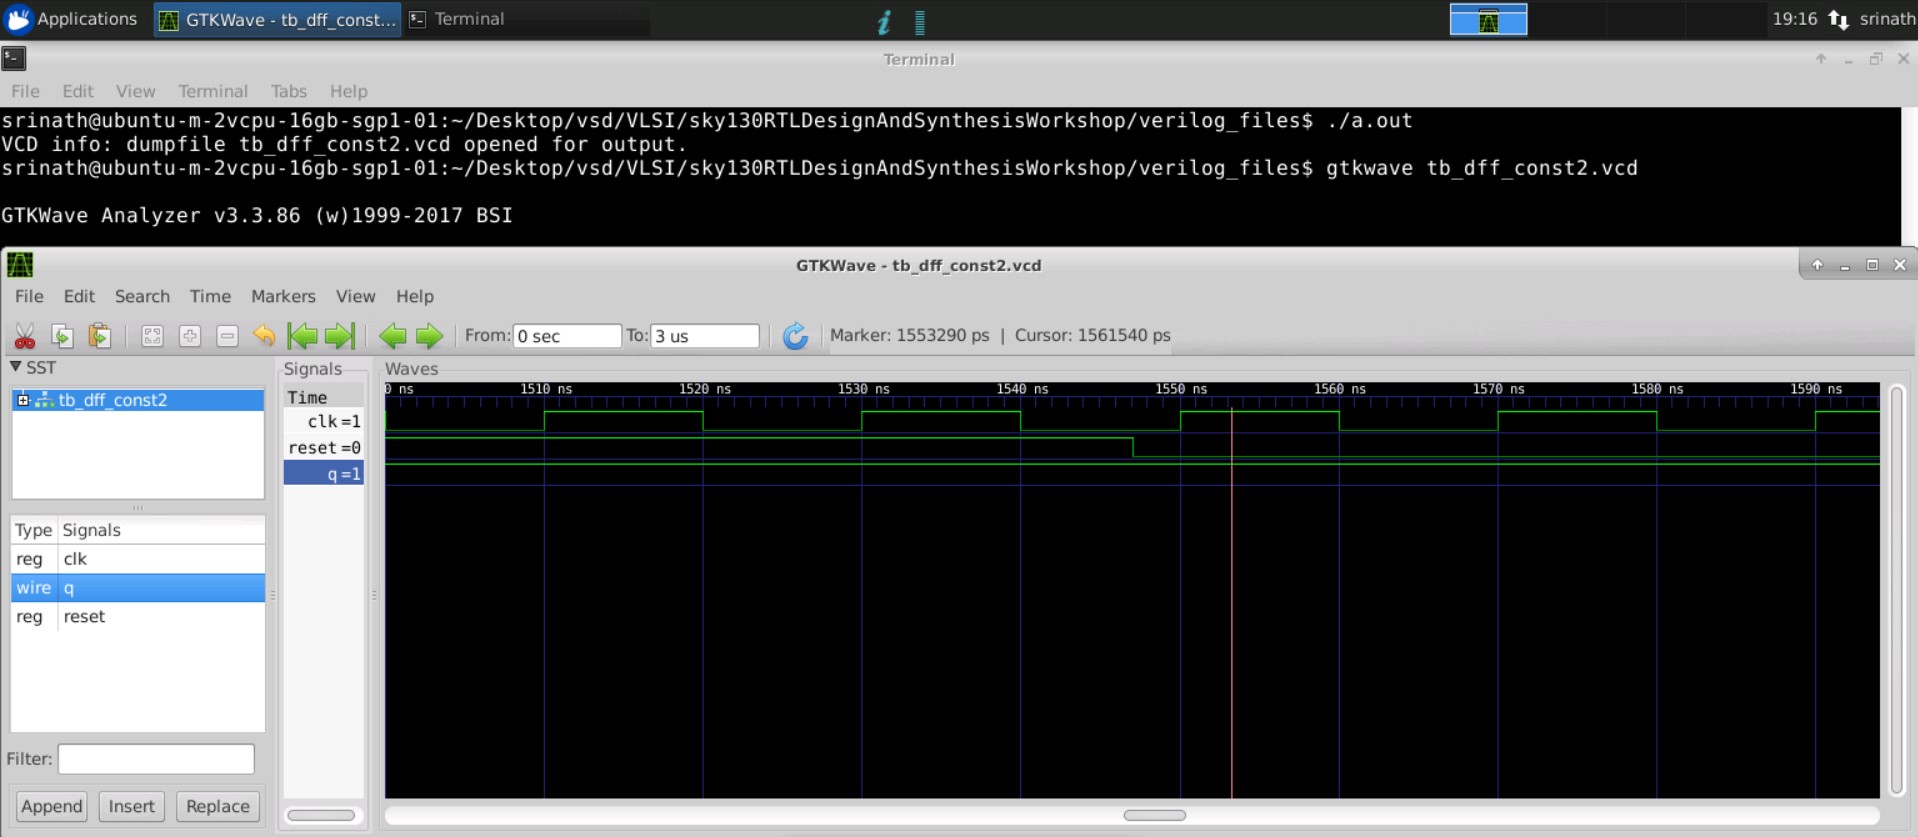 Applications GTKWave - tb_dff_const... Terminal 19:16 srinath
Terminal
File Edit View Terminal Tabs Help
srinath@ubuntu-m-2vcpu-16gb-sgp1-01:~/Desktop/vsd/VLSI/sky130RTLDesignAndSynthesisWorkshop/verilog_files$ ./a.out
VCD info: dumpfile tb_dff_const2.vcd opened for output.
srinath@ubuntu-m-2vcpu-16gb-sgp1-01:~/Desktop/vsd/VLSI/sky130RTLDesignAndSynthesisWorkshop/verilog_files$ gtkwave tb_dff_const2.vcd
GTKWave Analyzer v3.3.86 (w)1999-2017 BSI
GTKWave - tb_dff_const2.vcd
File Edit Search Time Markers View Help
From: 0 sec To: 3 us Marker: 1553290 ps | Cursor: 1561540 ps
SST
tb_dff_const2
Type Signals
reg clk
wire q
reg reset
Filter:
Append Insert Replace
Signals
Time
clk =1
reset =0
q =1
Waves
0 ns 1510 ns 1520 ns 1530 ns 1540 ns 1550 ns 1560 ns 1570 ns 1580 ns 1590 ns